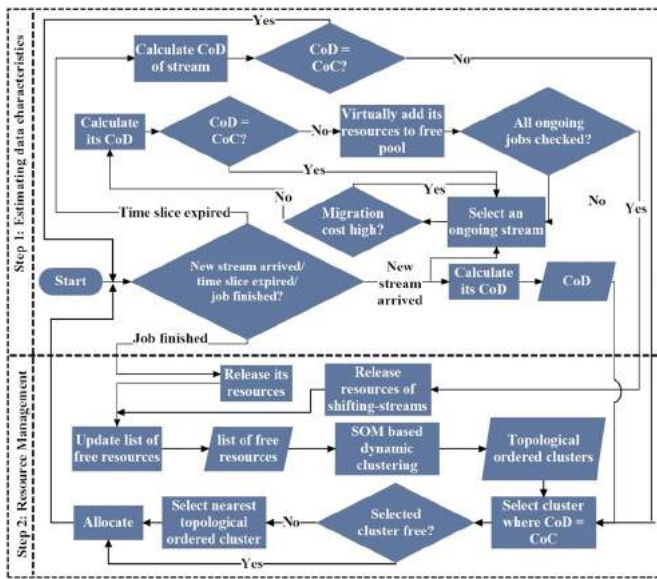 Step 1: Estimating data characteristics
Yes
Calculate CoD
of stream
CoD =
CoC?
No
Calculate
its CoD
CoD =
CoC?
No
Virtually add its
resources to free
pool
All ongoing
jobs checked?
Yes
Yes
No
Migration
cost high?
Select an
ongoing stream
No
Yes
Time slice expired
Start
New stream arrived/
time slice expired/
job finished?
New
stream
arrived
Calculate
its CoD
CoD
Job finished
Step 2: Resource Management
Release its
resources
Release
resources of
shifting-streams
Update list of
free resources
list of free
resources
SOM based
dynamic
clustering
Topological
ordered clusters
Allocate
Select nearest
topological
ordered cluster
No
Selected
cluster free?
Select cluster
where CoD =
CoC
Yes